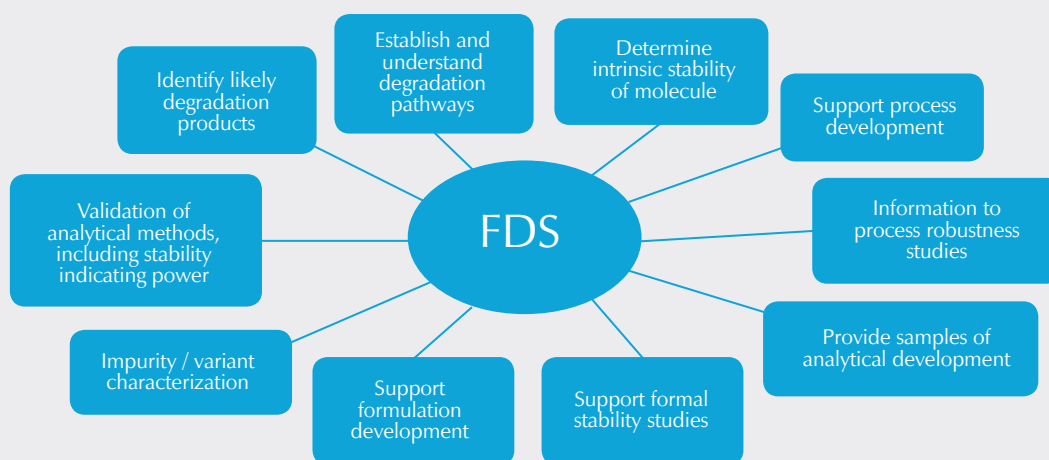 Establish and
understand
degradation
pathways
Determine
intrinsic stability
of molecule
Identify likely
degradation
products
Support process
development
FDS
Validation of
analytical methods,
including stability
indicating power
Information to
process robustness
studies
Impurity / variant
characterization
Provide samples of
analytical development
Support
formulation
development
Support formal
stability studies